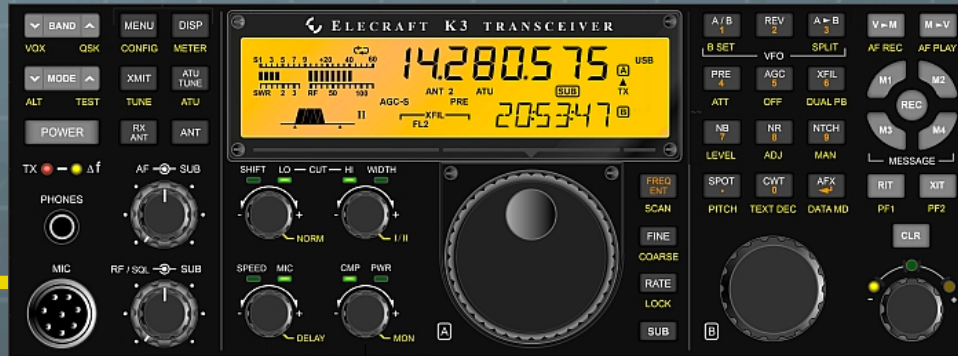 BAND MENU DISP
VOX QSK CONFIG METER
MODE XMIT ATU TUNE
ALT TEST TUNE ATU
POWER RX ANT ANT
TX Δf AF SUB
PHONES
MIC RF / SQL SUB
ELECRAFT K3 TRANSCEIVER
S1 3 5 7 9 +20 40 60
14.280.575 USB
SWR 2 3 RF 50 100
ANT 2 ATU SUB A TX
AGC-S PRE
XFIL II
FL2
20:53:47 B
SHIFT LO CUT HI WIDTH
NORM I/II
SPEED MIC CMP PWR
DELAY MON
A
FREQ ENT
SCAN
FINE
COARSE
RATE
LOCK
SUB
A/B 1 REV 2 A►B 3
B SET VFO SPLIT
PRE 4 AGC 5 XFIL 6
ATT OFF DUAL PB
NB 7 NR 8 NTCH 9
LEVEL ADJ MAN
SPOT . CWT 0 AFX
PITCH TEXT DEC DATA MD
B
V►M M►V
AF REC AF PLAY
M1 M2
REC
M3 M4
MESSAGE
RIT XIT
PF1 PF2
CLR
- +